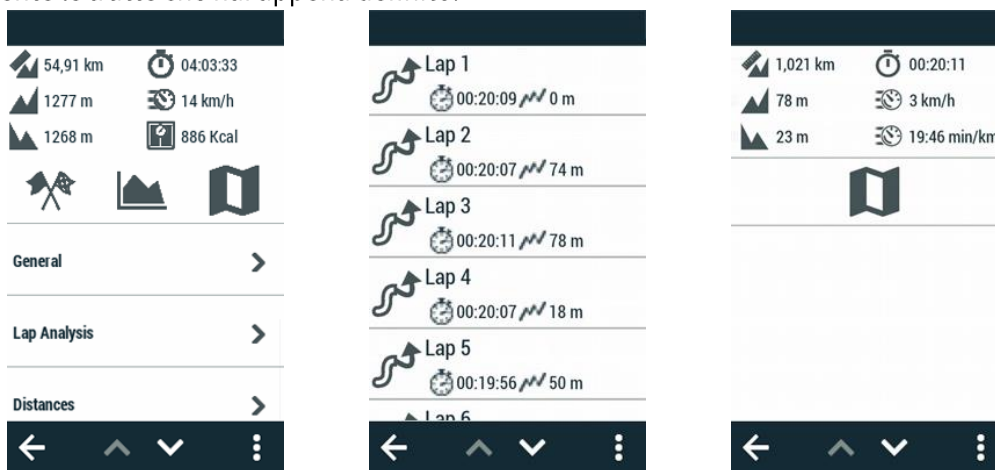 54,91 km 04:03:33
1277 m 14 km/h
1268 m 886 Kcal
General
Lap Analysis
Distances
Lap 1
00:20:09 0 m
Lap 2
00:20:07 74 m
Lap 3
00:20:11 78 m
Lap 4
00:20:07 18 m
Lap 5
00:19:56 50 m
Lap 6
1,021 km 00:20:11
78 m 3 km/h
23 m 19:46 min/km